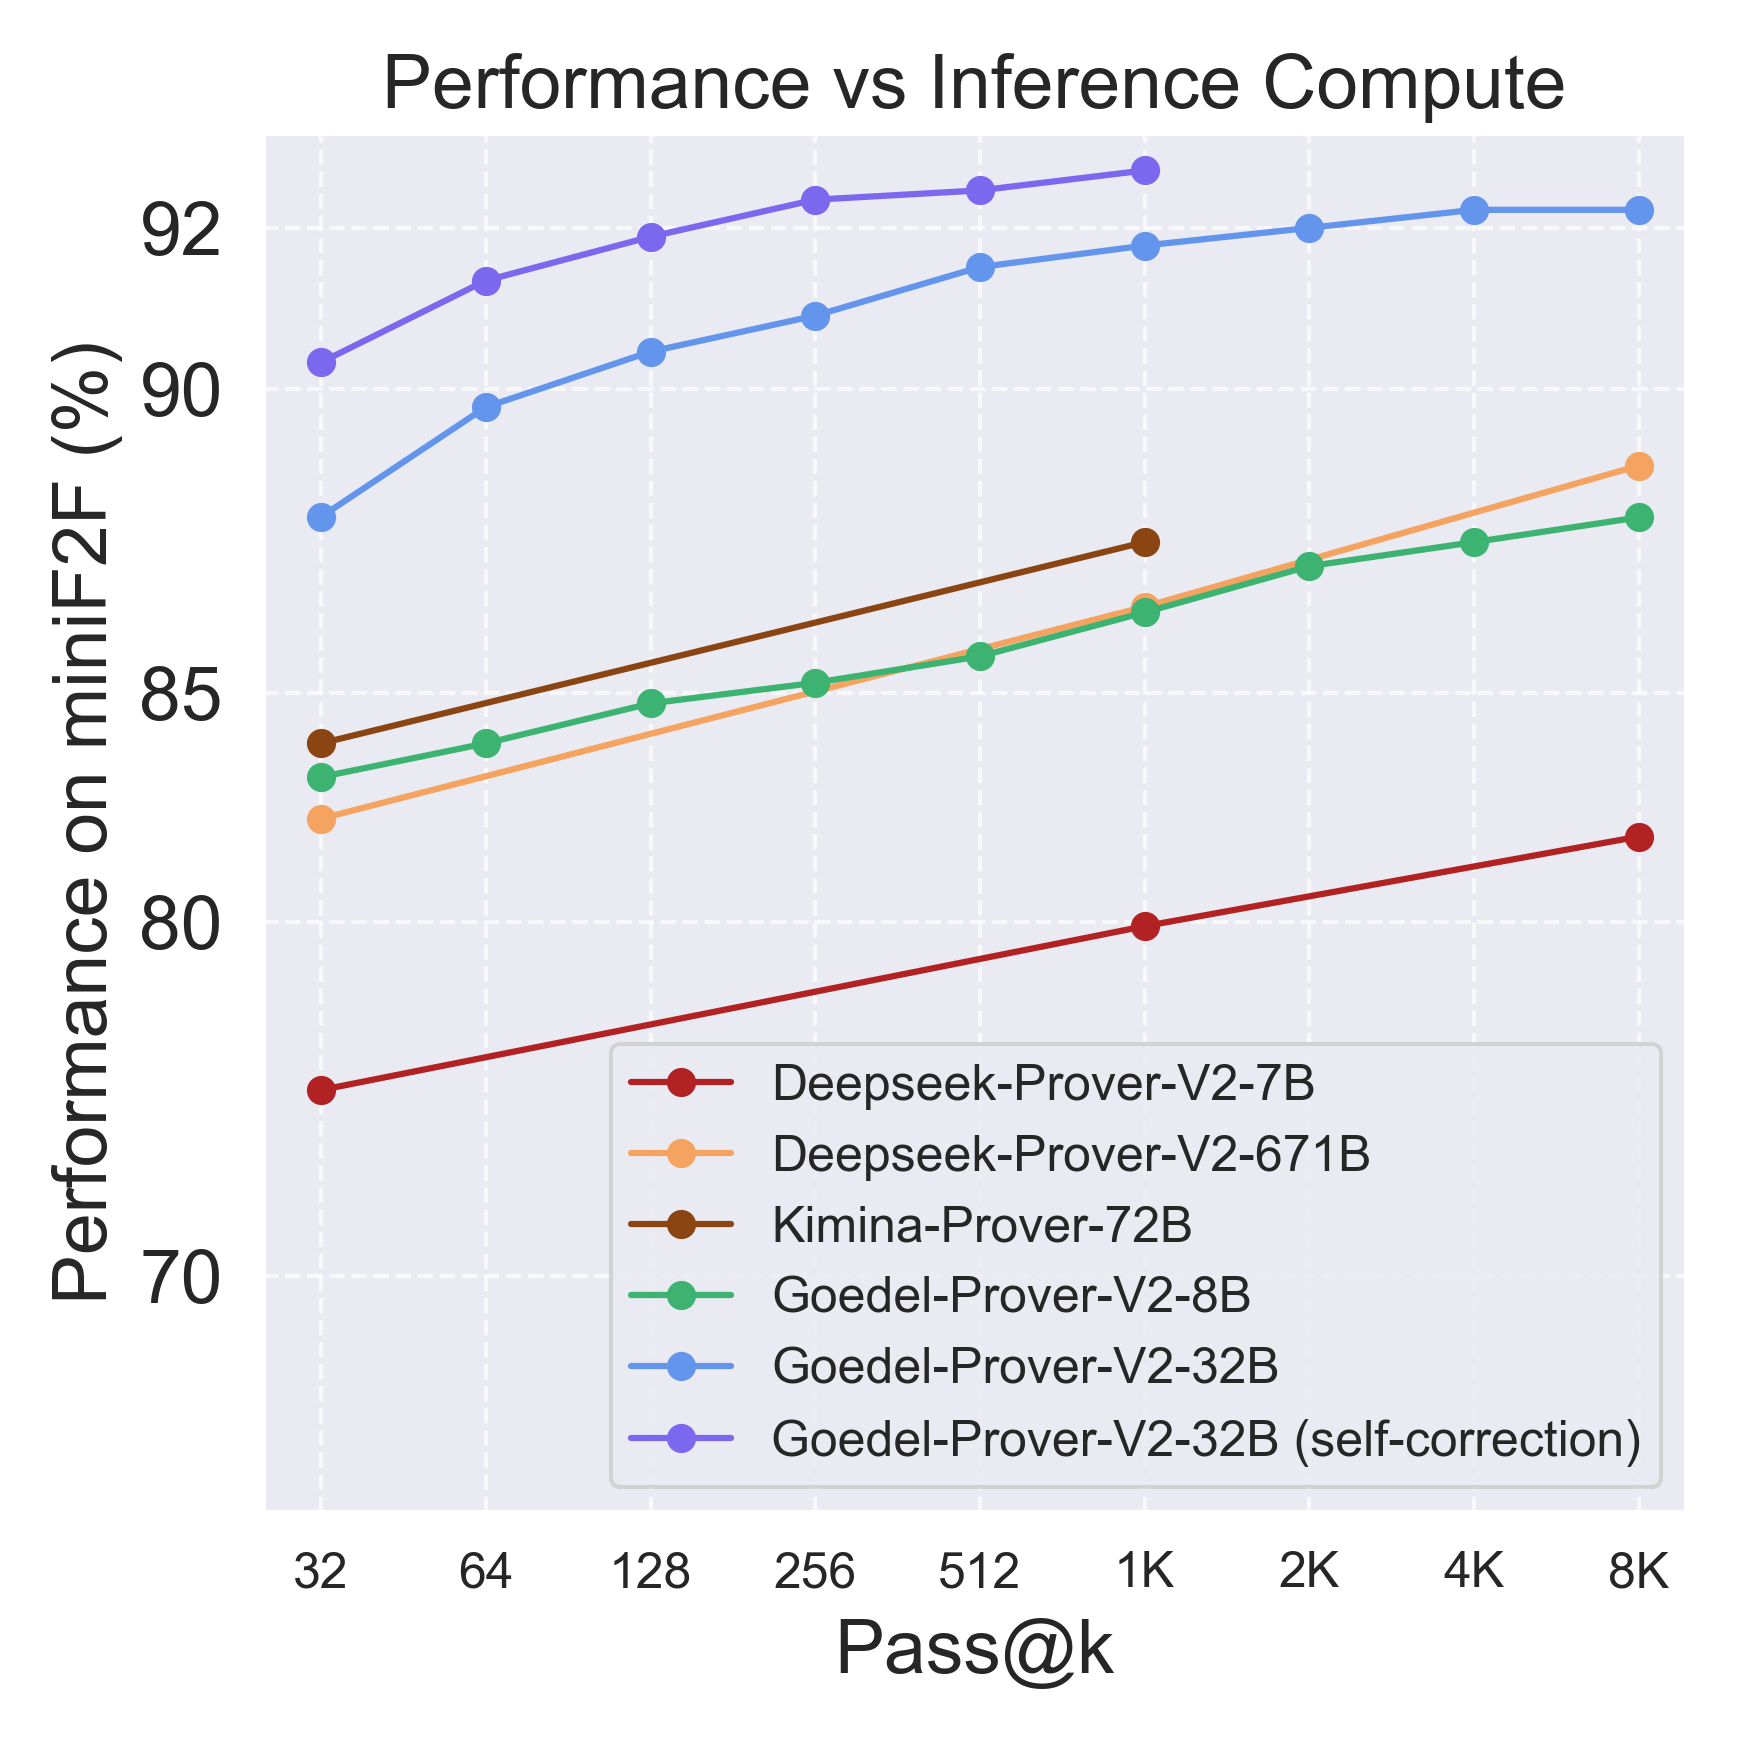 Performance vs Inference Compute
Performance on miniF2F (%)
92
90
85
80
70
Deepseek-Prover-V2-7B
Deepseek-Prover-V2-671B
Kimina-Prover-72B
Goedel-Prover-V2-8B
Goedel-Prover-V2-32B
Goedel-Prover-V2-32B (self-correction)
32 64 128 256 512 1K 2K 4K 8K
Pass@k